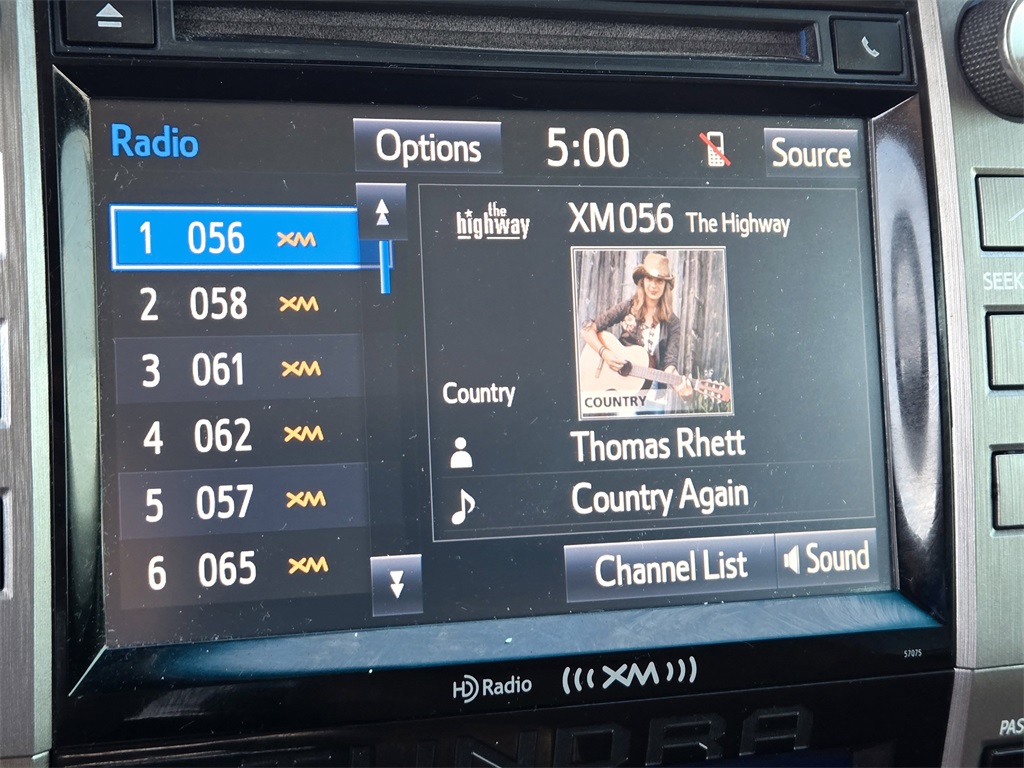 Radio Options 5:00 Source
1 056 XM
2 058 XM
3 061 XM
4 062 XM
5 057 XM
6 065 XM
the highway XM056 The Highway
COUNTRY
Country
Thomas Rhett
Country Again
Channel List Sound
57075
HD Radio XM
SEEK
PAS
UNDRA